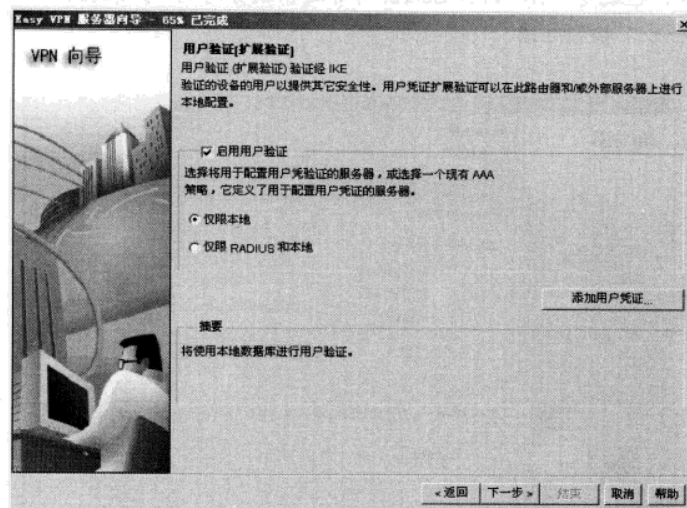 Easy VPN 服务器向导 - 65% 已完成
VPN 向导
用户验证(扩展验证)
用户验证 (扩展验证) 验证经 IKE
验证的设备的用户以提供其它安全性。用户凭证扩展验证可以在此路由器和/或外部服务器上进行
本地配置。
启用用户验证
选择将用于配置用户凭证验证的服务器，或选择一个现有 AAA
策略，它定义了用于配置用户凭证的服务器。
仅限本地
仅限 RADIUS 和本地
添加用户凭证...
摘要
将使用本地数据库进行用户验证。
<返回
下一步>
结束
取消
帮助